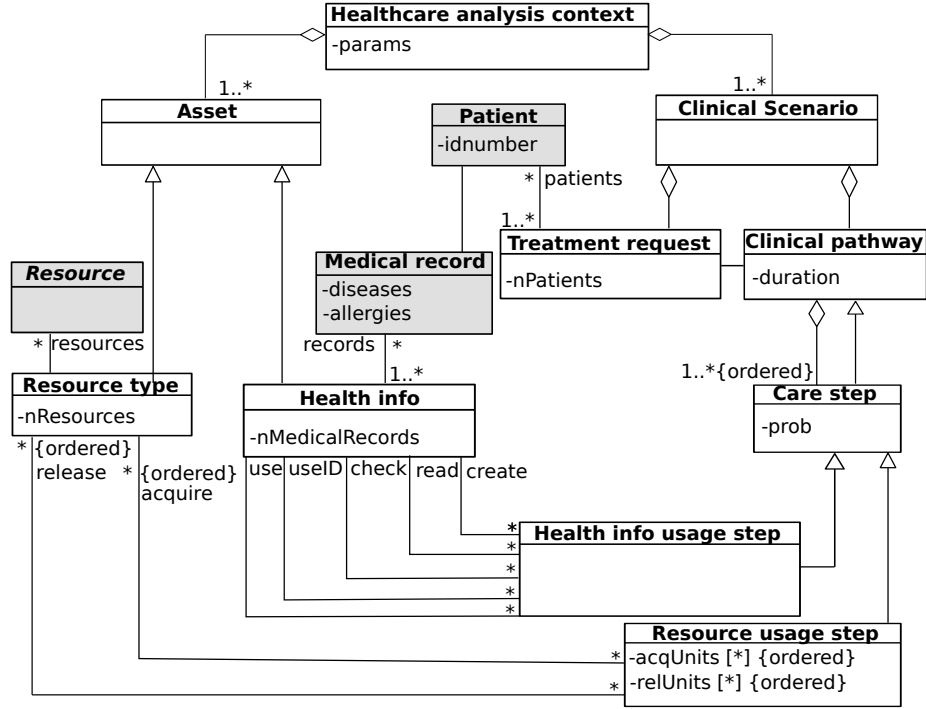 Healthcare analysis context
-params
1..*
1..*
Asset
Patient
-idnumber
Clinical Scenario
* patients
1..*
Treatment request
-nPatients
Clinical pathway
-duration
Resource
Medical record
-diseases
-allergies
* resources
records *
1..*
1..*{ordered}
Resource type
-nResources
Health info
-nMedicalRecords
Care step
-prob
* {ordered}
release
* {ordered}
acquire
use useID check read create
*
*
*
*
*
Health info usage step
Resource usage step
-acqUnits [*] {ordered}
-relUnits [*] {ordered}
*
*